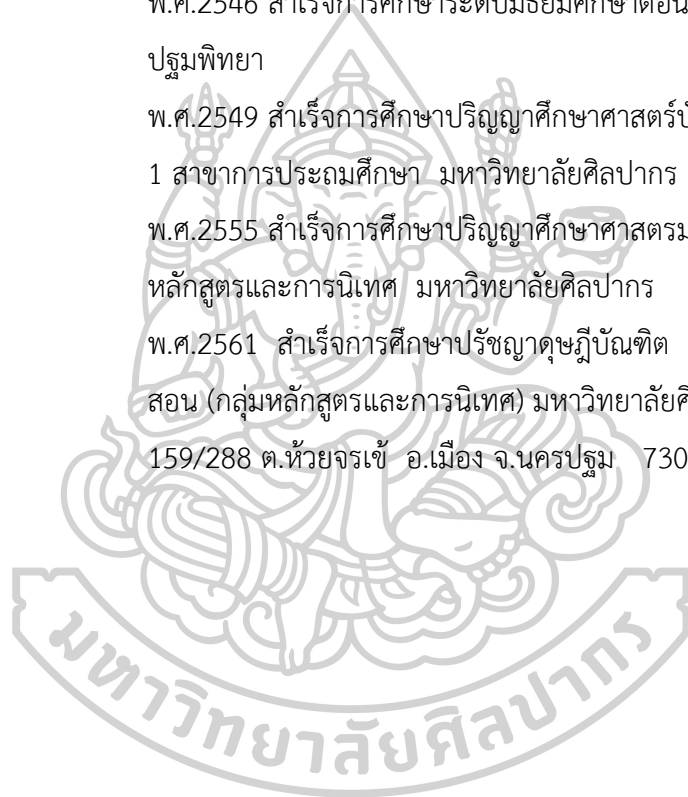 พ.ศ.2546 สำเร็จการศึกษาระดับมัธยมศึกษาตอน
ปฐมพิทยา
พ.ศ.2549 สำเร็จการศึกษาปริญญาศึกษาศาสตร์บั
1 สาขาการประถมศึกษา มหาวิทยาลัยศิลปากร
พ.ศ.2555 สำเร็จการศึกษาปริญญาศึกษาศาสตรม
หลักสูตรและการนิเทศ มหาวิทยาลัยศิลปากร
พ.ศ.2561 สำเร็จการศึกษาปรัชญาดุษฎีบัณฑิต
สอน (กลุ่มหลักสูตรและการนิเทศ) มหาวิทยาลัยศิ
159/288 ต.ห้วยจรเข้ อ.เมือง จ.นครปฐม 730
มหาวิทยาลัยศิลปากร